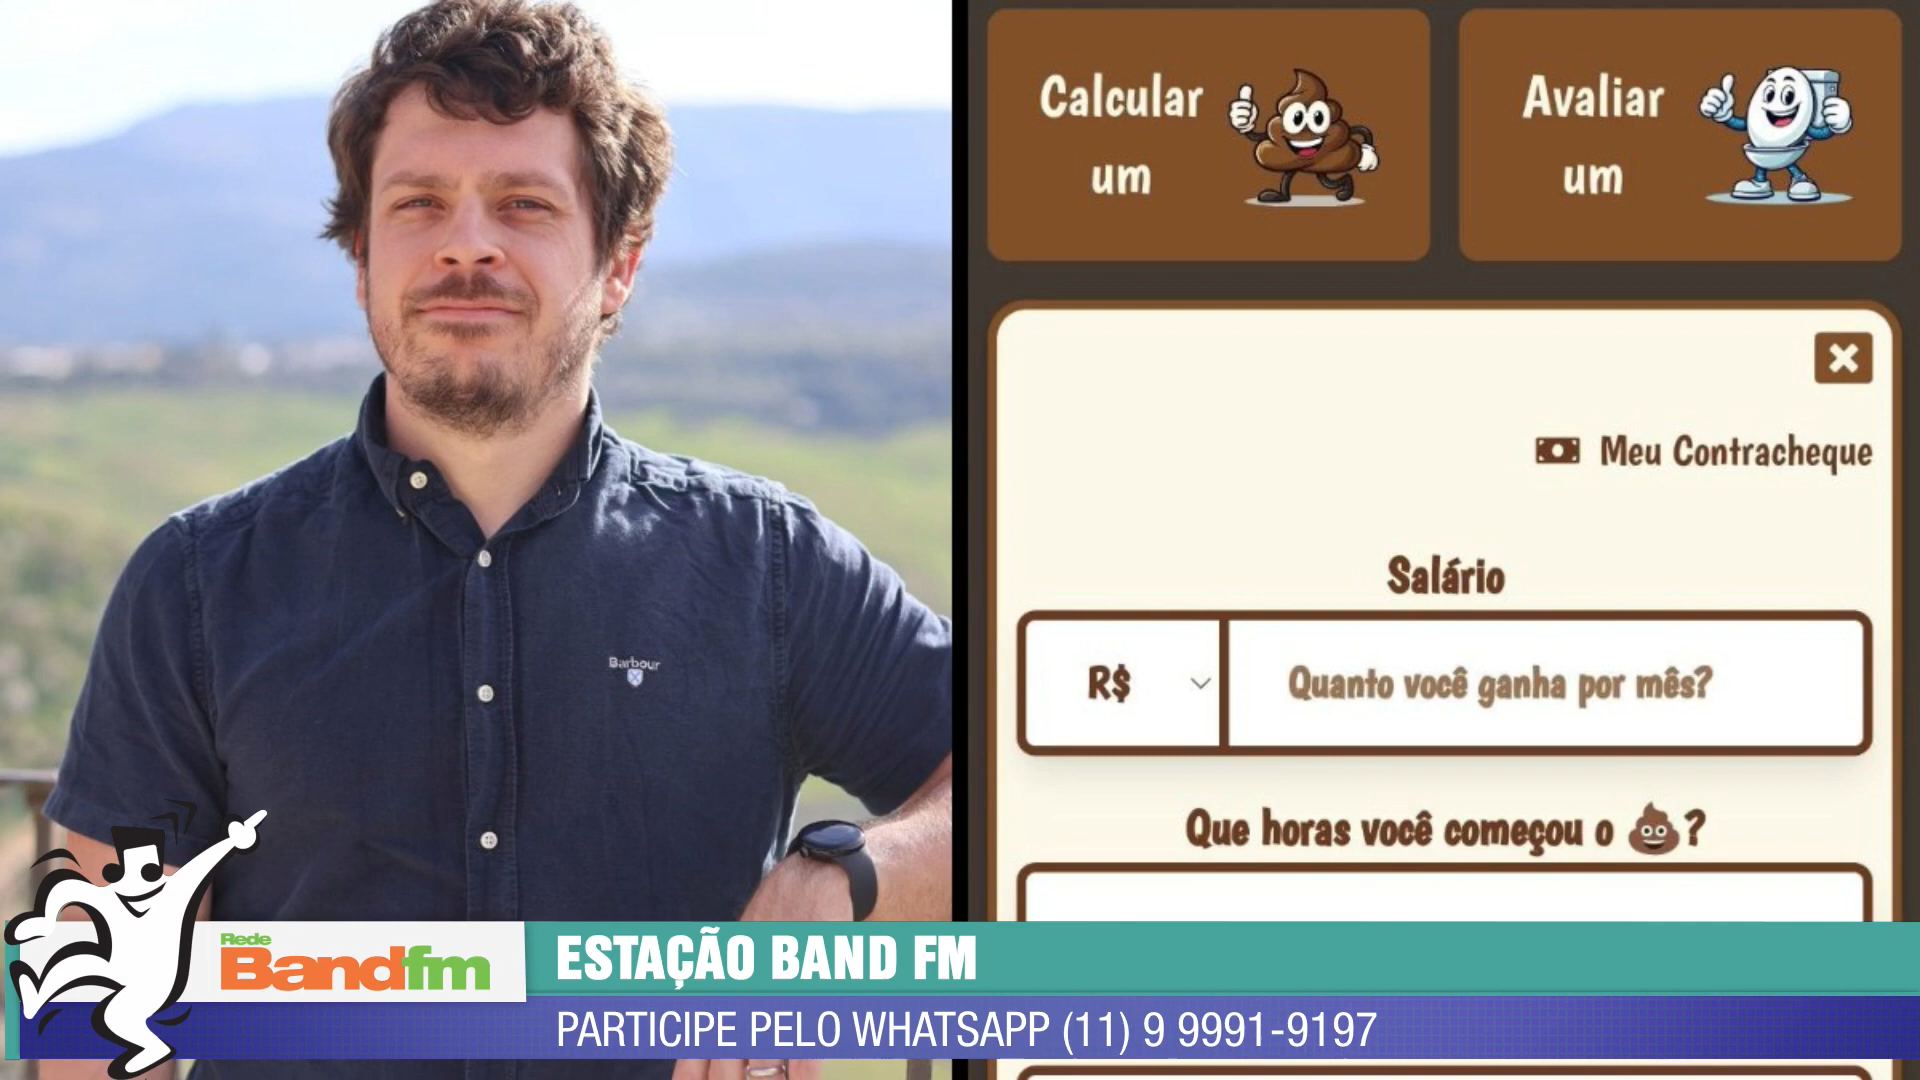 Calcular
um
Avaliar
um
Meu Contracheque
Salário
R$
Quanto você ganha por mês?
Que horas você começou o 💩?
Barbour
Rede
Bandfm
ESTAÇÃO BAND FM
PARTICIPE PELO WHATSAPP (11) 9 9991-9197